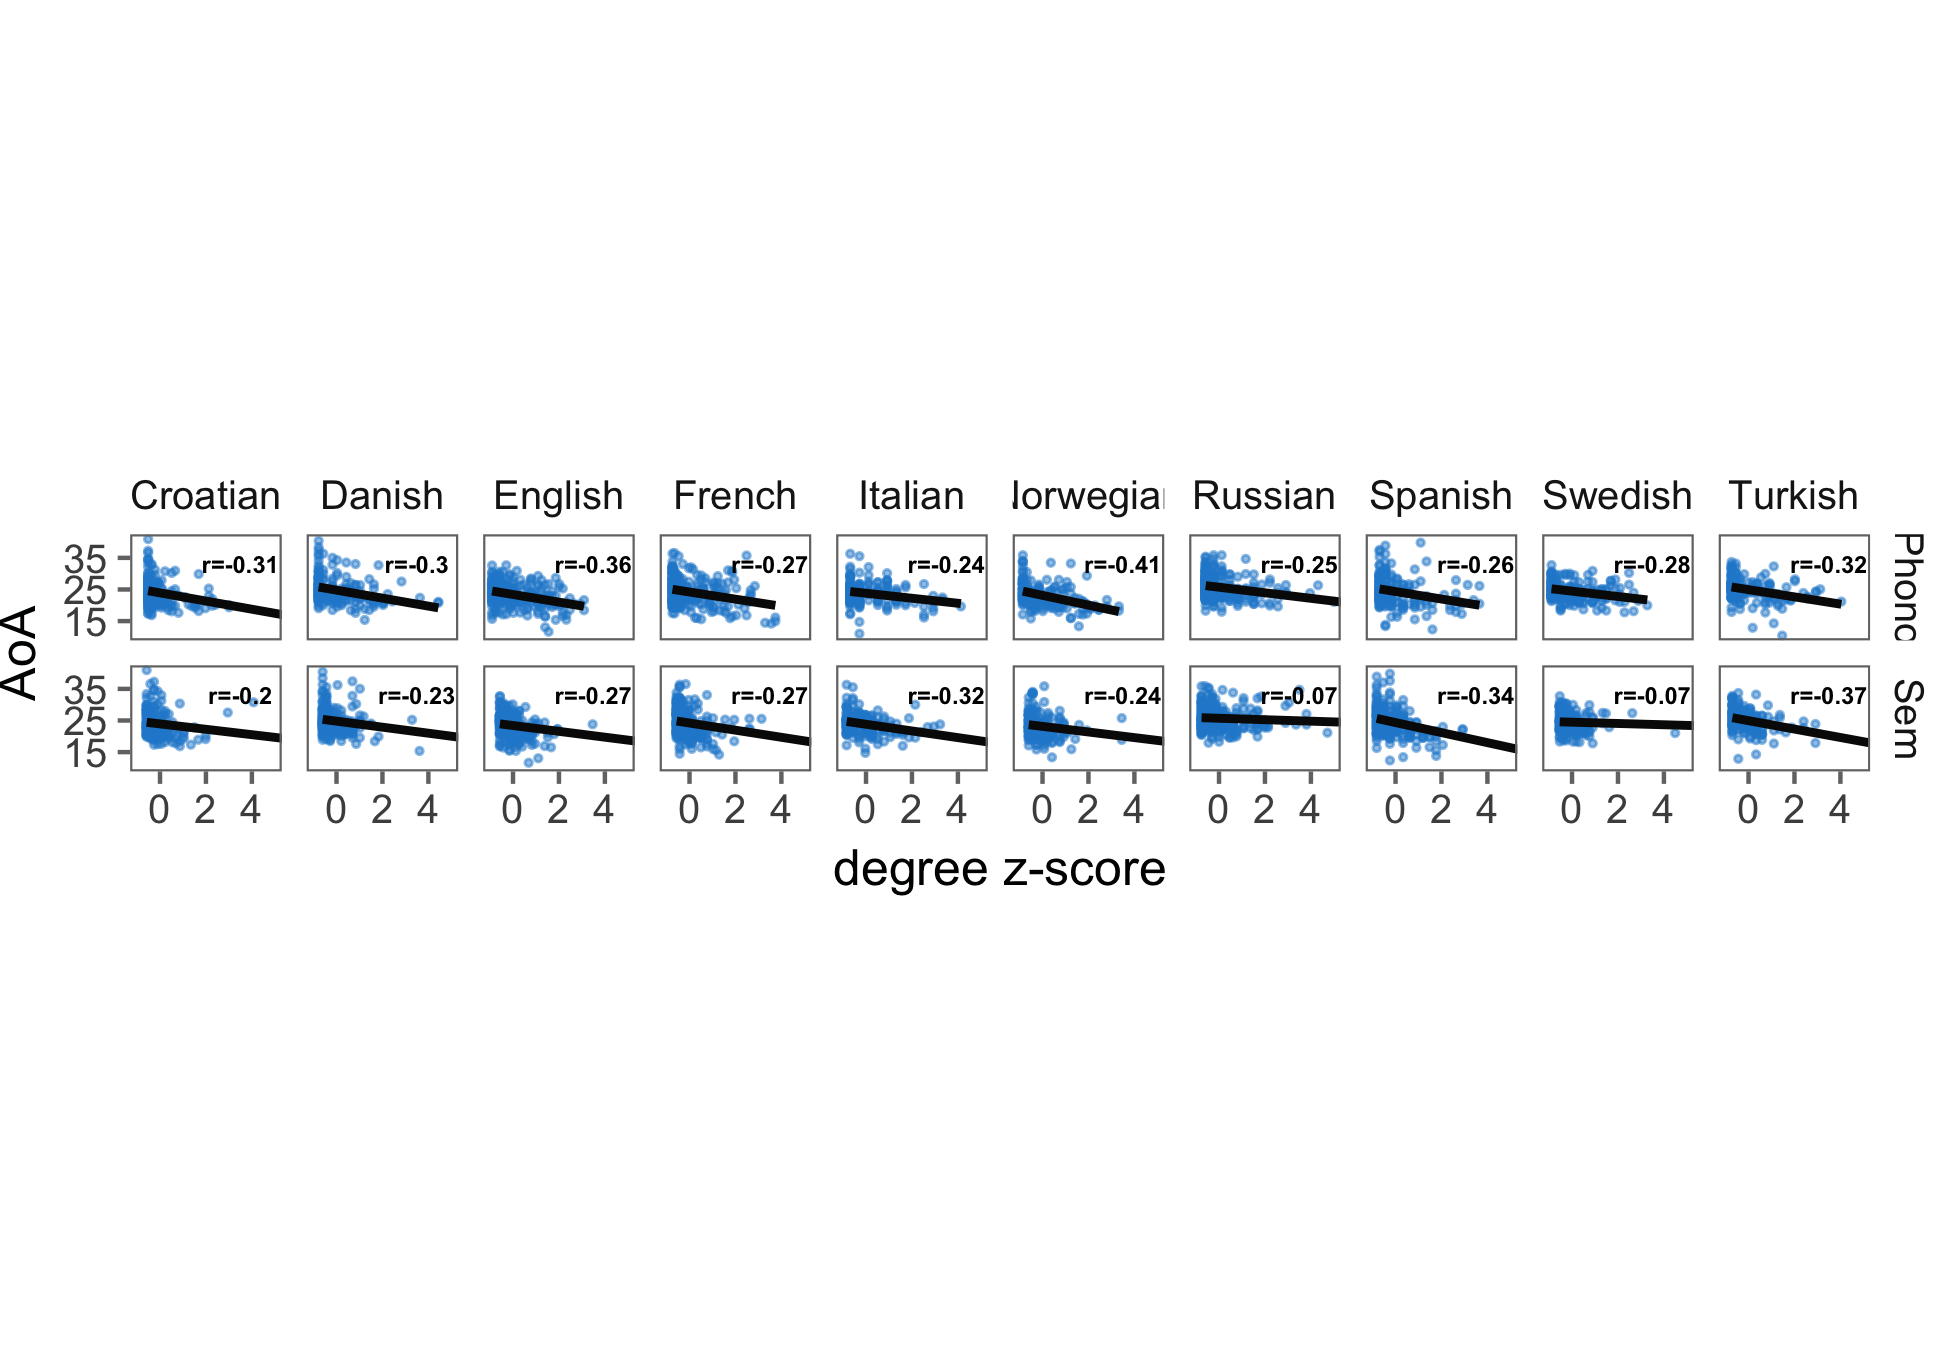 Croatian Danish English French Italian Norwegian Russian Spanish Swedish Turkish
35 r=-0.31 r=-0.3 r=-0.36 r=-0.27 r=-0.24 r=-0.41 r=-0.25 r=-0.26 r=-0.28 r=-0.32 Phono
25
15
AoA
35 r=-0.2 r=-0.23 r=-0.27 r=-0.27 r=-0.32 r=-0.24 r=-0.07 r=-0.34 r=-0.07 r=-0.37 Sem
25
15
0 2 4 0 2 4 0 2 4 0 2 4 0 2 4 0 2 4 0 2 4 0 2 4 0 2 4 0 2 4
degree z-score